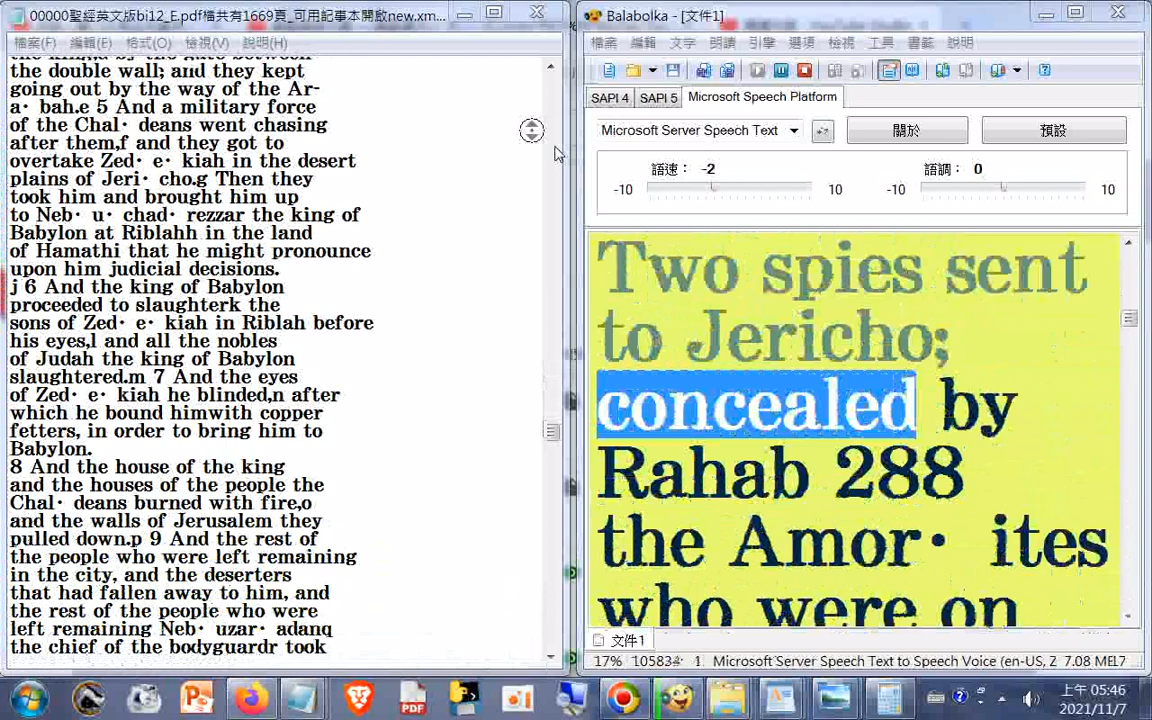 00000聖經英文版bi12_E.pdf檔共有1669頁_可用記事本開啟new.xm...
檔案(F) 編輯(E) 格式(O) 檢視(V) 說明(H)
the double wall; and they kept
going out by the way of the Ar-
a· bah.e 5 And a military force
of the Chal· deans went chasing
after them,f and they got to
overtake Zed· e· kiah in the desert
plains of Jeri· cho.g Then they
took him and brought him up
to Neb· u· chad· rezzar the king of
Babylon at Riblahh in the land
of Hamathi that he might pronounce
upon him judicial decisions.
j 6 And the king of Babylon
proceeded to slaughterk the
sons of Zed· e· kiah in Riblah before
his eyes,l and all the nobles
of Judah the king of Babylon
slaughtered.m 7 And the eyes
of Zed· e· kiah he blinded,n after
which he bound himwith copper
fetters, in order to bring him to
Babylon.
8 And the house of the king
and the houses of the people the
Chal· deans burned with fire,o
and the walls of Jerusalem they
pulled down.p 9 And the rest of
the people who were left remaining
in the city, and the deserters
that had fallen away to him, and
the rest of the people who were
left remaining Neb· uzar· adanq
the chief of the bodyguardr took
Balabolka - [文件1]
檔案 編輯 文字 朗讀 引擎 選項 檢視 工具 書籤 說明
SAPI 4 SAPI 5 Microsoft Speech Platform
Microsoft Server Speech Text 關於 預設
語速: -2 語調: 0
-10 10 -10 10
Two spies sent
to Jericho;
concealed by
Rahab 288
the Amor· ites
who were on
文件1
17% 1 Microsoft Server Speech Text to Speech Voice (en-US, Z 7.08 MEL7
PDF
上午 05:46
2021/11/7